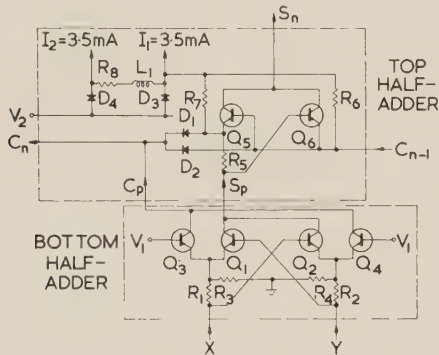 Sn
I2=3·5mA I1=3·5mA
R8 L1
D4 D3 R7 R6
TOP HALF-ADDER
V2 D1
Q5 Q6
Cn D2 R5 Cn-1
Cp Sp
BOTTOM HALF-ADDER
V1 V1
Q3 Q1 Q2 Q4
R1 R3 R4 R2
X Y